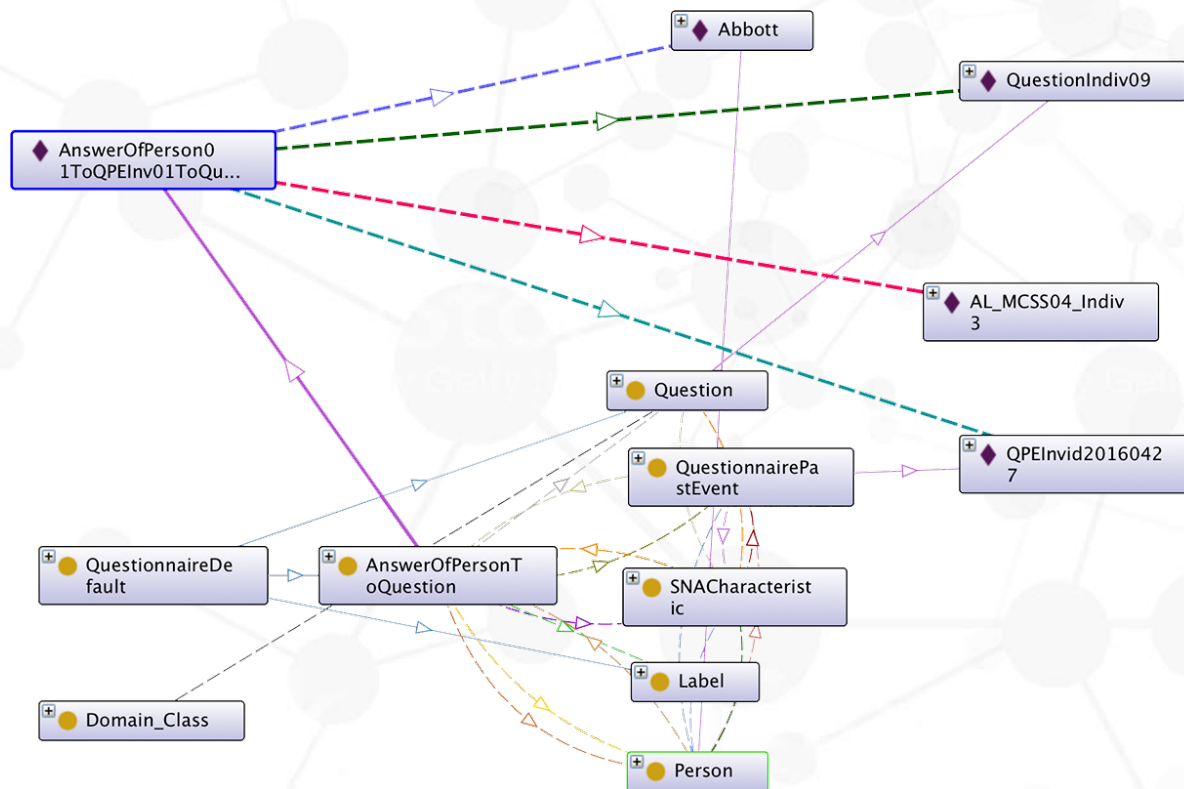 Abbott
QuestionIndiv09
AnswerOfPerson0
1ToQPEInv01ToQu...
AL_MCSS04_Indiv
3
Question
QPEInvid2016042
7
QuestionnairePa
stEvent
QuestionnaireDe
fault
AnswerOfPersonT
oQuestion
SNACharacterist
ic
Label
Domain_Class
Person